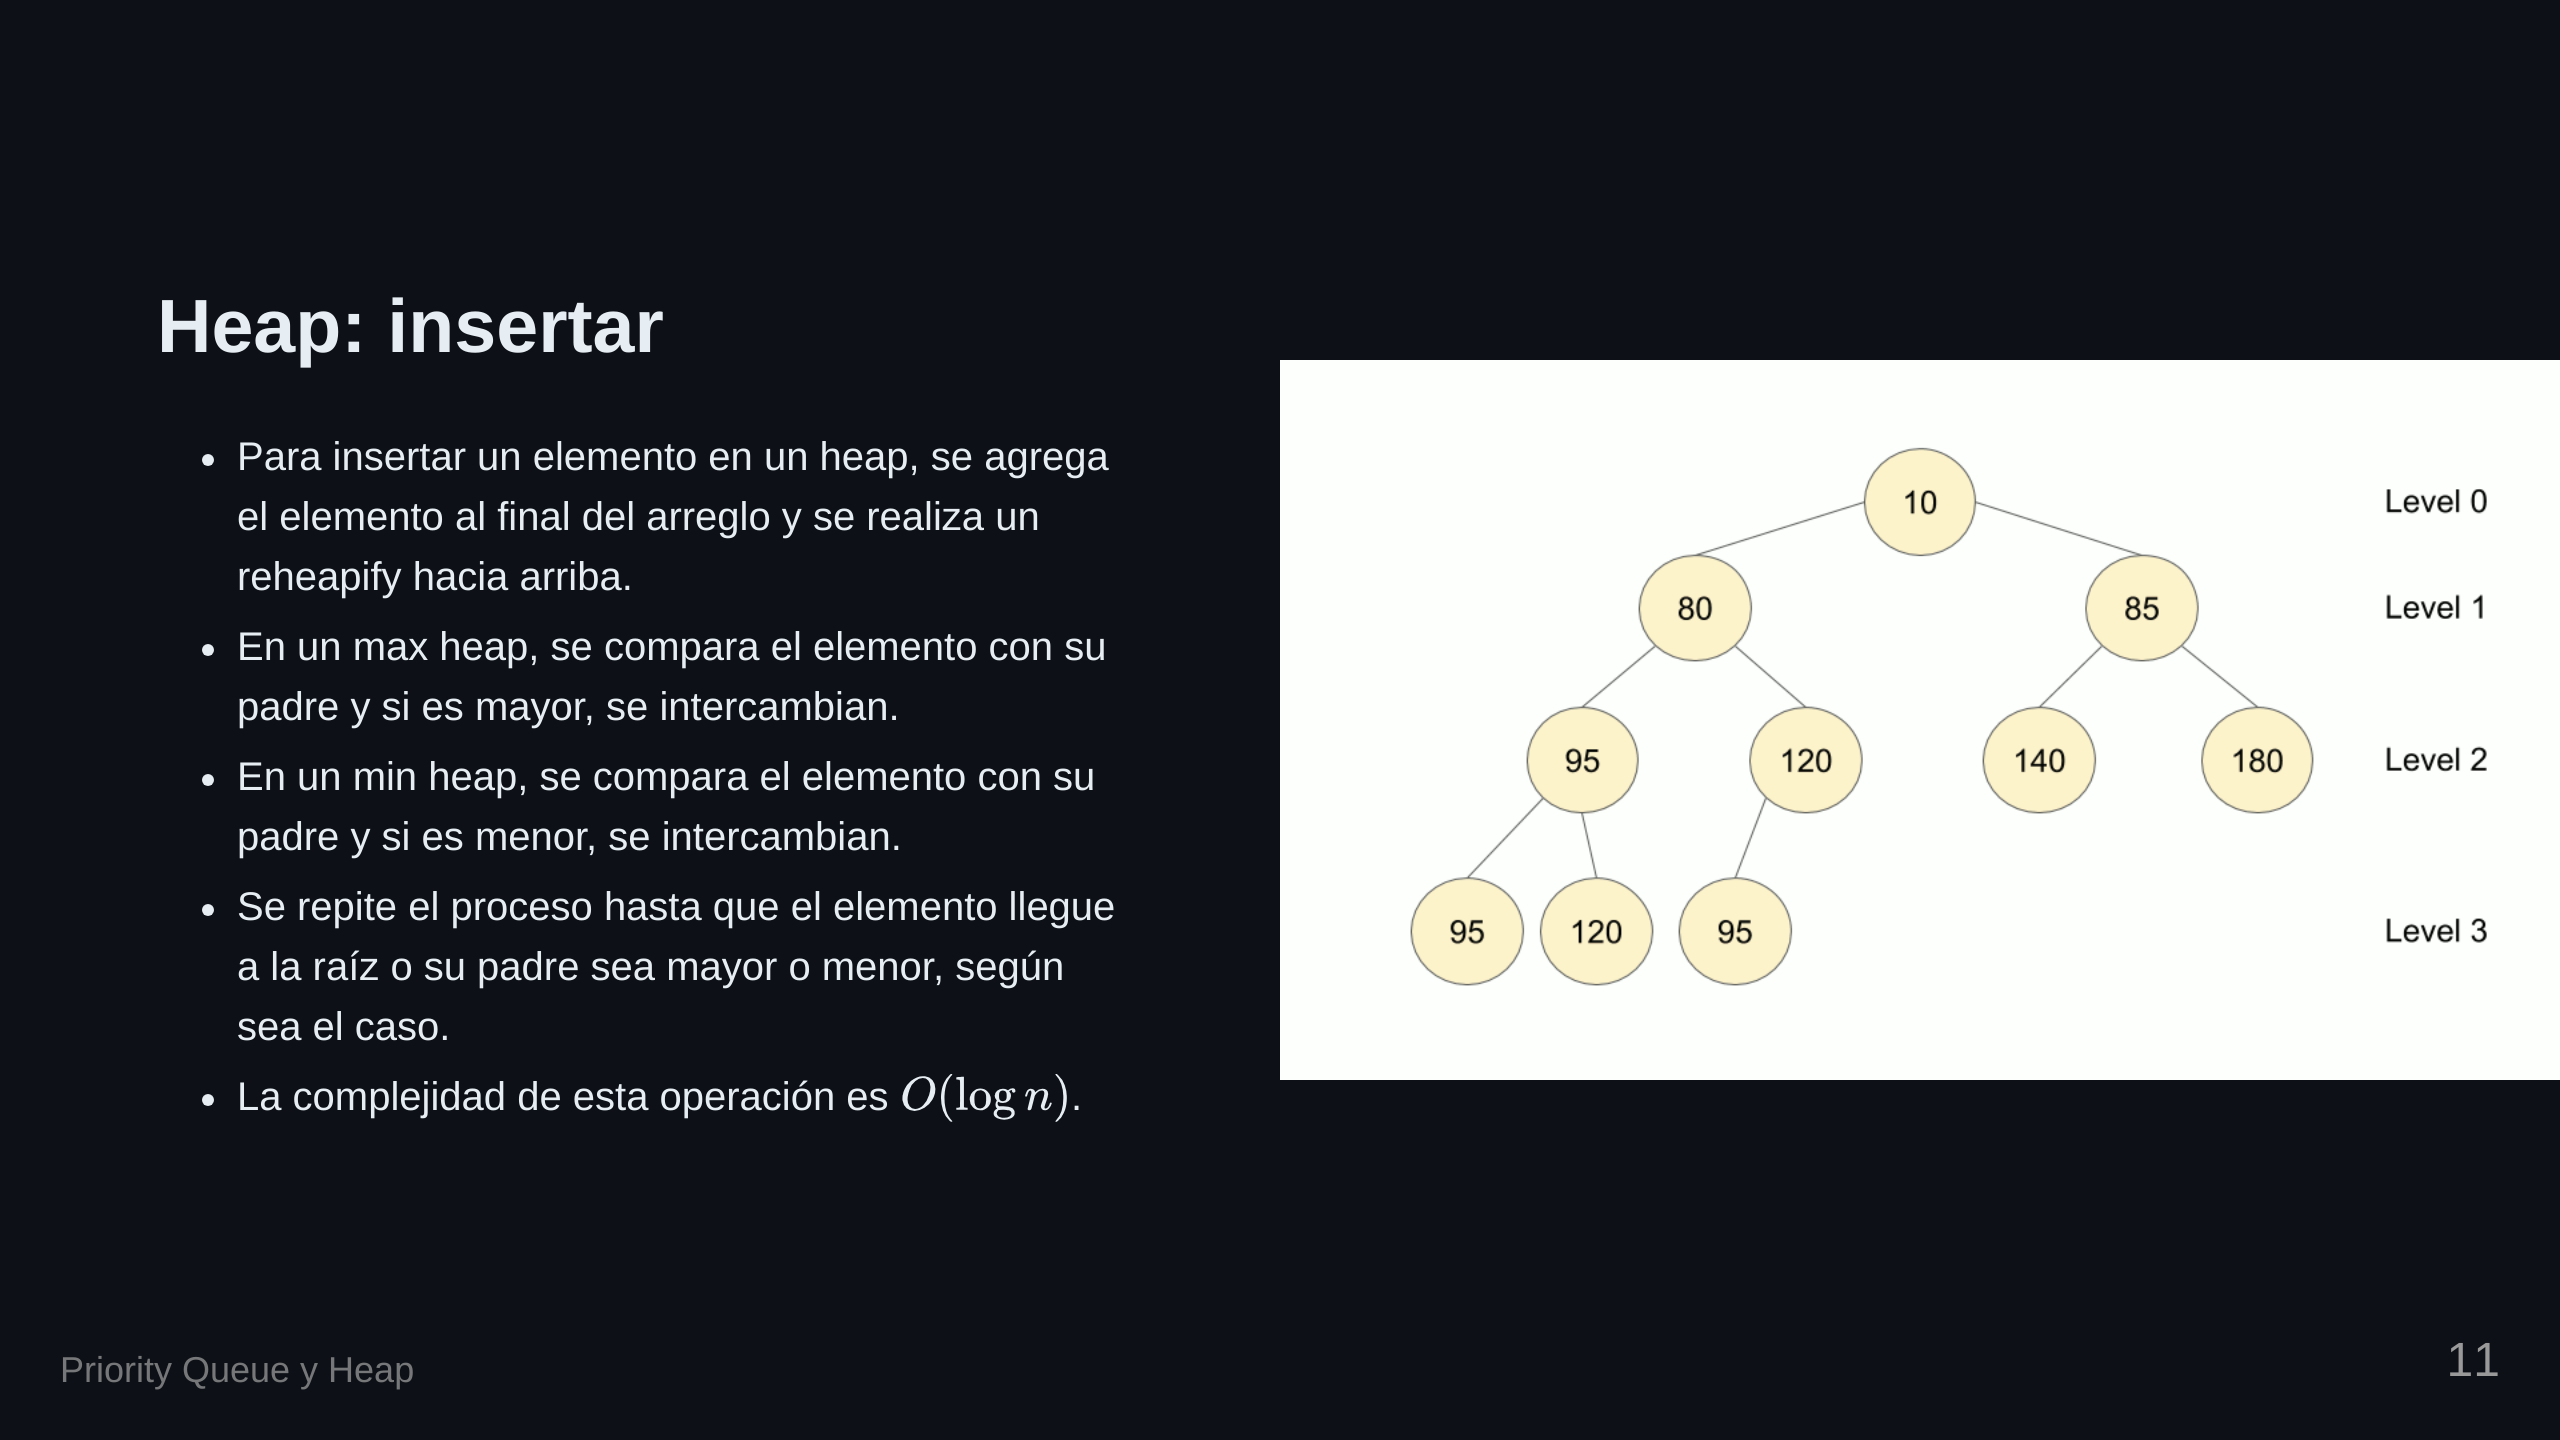 Heap: insertar
• Para insertar un elemento en un heap, se agrega
el elemento al final del arreglo y se realiza un
reheapify hacia arriba.
• En un max heap, se compara el elemento con su
padre y si es mayor, se intercambian.
• En un min heap, se compara el elemento con su
padre y si es menor, se intercambian.
• Se repite el proceso hasta que el elemento llegue
a la raíz o su padre sea mayor o menor, según
sea el caso.
• La complejidad de esta operación es O(log n).
10 Level 0
80 85 Level 1
95 120 140 180 Level 2
95 120 95 Level 3
Priority Queue y Heap
11